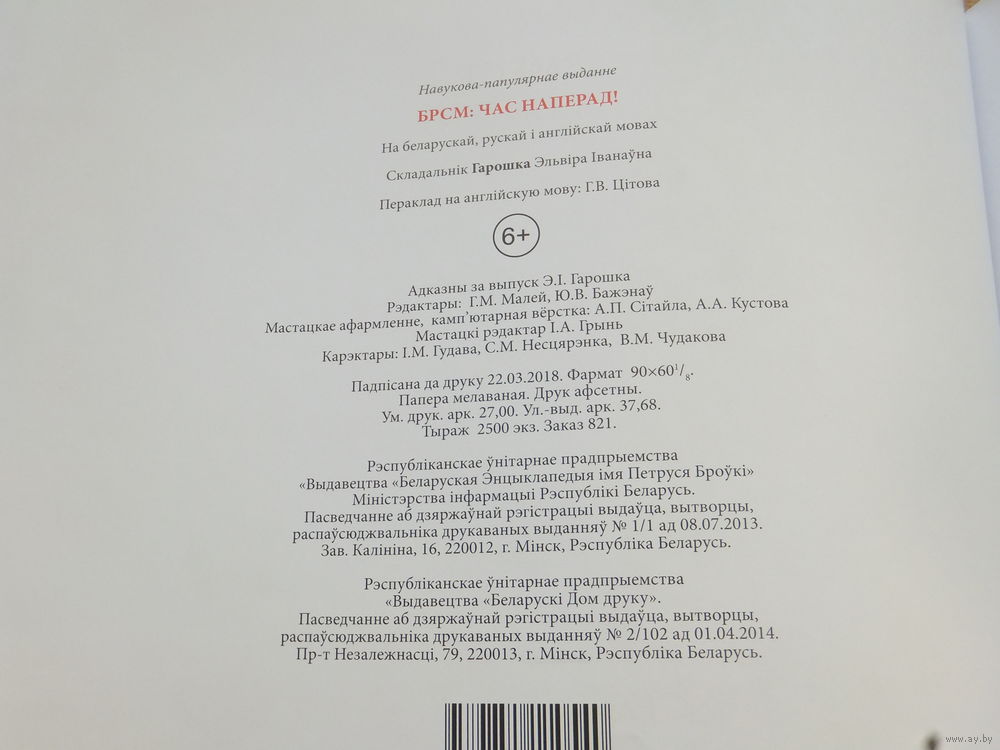 Навукова-папулярнае выданне
БРСМ: ЧАС НАПЕРАД!
На беларускай, рускай і англійскай мовах
Складальнік Гарошка Эльвіра Іванаўна
Пераклад на англійскую мову: Г.В. Цітова
6+
Адказны за выпуск Э.І. Гарошка
Рэдактары: Г.М. Малей, Ю.В. Бажэнаў
Мастацкае афармленне, камп'ютарная вёрстка: А.П. Сітайла, А.А. Кустова
Мастацкі рэдактар І.А. Грынь
Карэктары: І.М. Гудава, С.М. Несцярэнка, В.М. Чудакова
Падпісана да друку 22.03.2018. Фармат 90×60¹/₈.
Папера мелаваная. Друк афсетны.
Ум. друк. арк. 27,00. Ул.-выд. арк. 37,68.
Тыраж 2500 экз. Заказ 821.
Рэспубліканскае ўнітарнае прадпрыемства
«Выдавецтва «Беларуская Энцыклапедыя імя Петруся Броўкі»
Міністэрства інфармацыі Рэспублікі Беларусь.
Пасведчанне аб дзяржаўнай рэгістрацыі выдаўца, вытворцы,
распаўсюджвальніка друкаваных выданняў № 1/1 ад 08.07.2013.
Зав. Калініна, 16, 220012, г. Мінск, Рэспубліка Беларусь.
Рэспубліканскае ўнітарнае прадпрыемства
«Выдавецтва «Беларускі Дом друку».
Пасведчанне аб дзяржаўнай рэгістрацыі выдаўца, вытворцы,
распаўсюджвальніка друкаваных выданняў № 2/102 ад 01.04.2014.
Пр-т Незалежнасці, 79, 220013, г. Мінск, Рэспубліка Беларусь.
www.ay.by